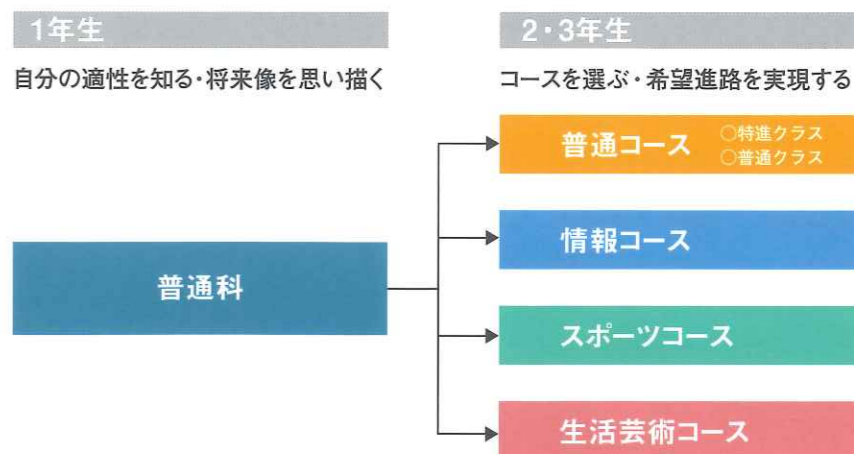 1年生
自分の適性を知る・将来像を思い描く
普通科
2・3年生
コースを選ぶ・希望進路を実現する
普通コース
○特進クラス
○普通クラス
情報コース
スポーツコース
生活芸術コース